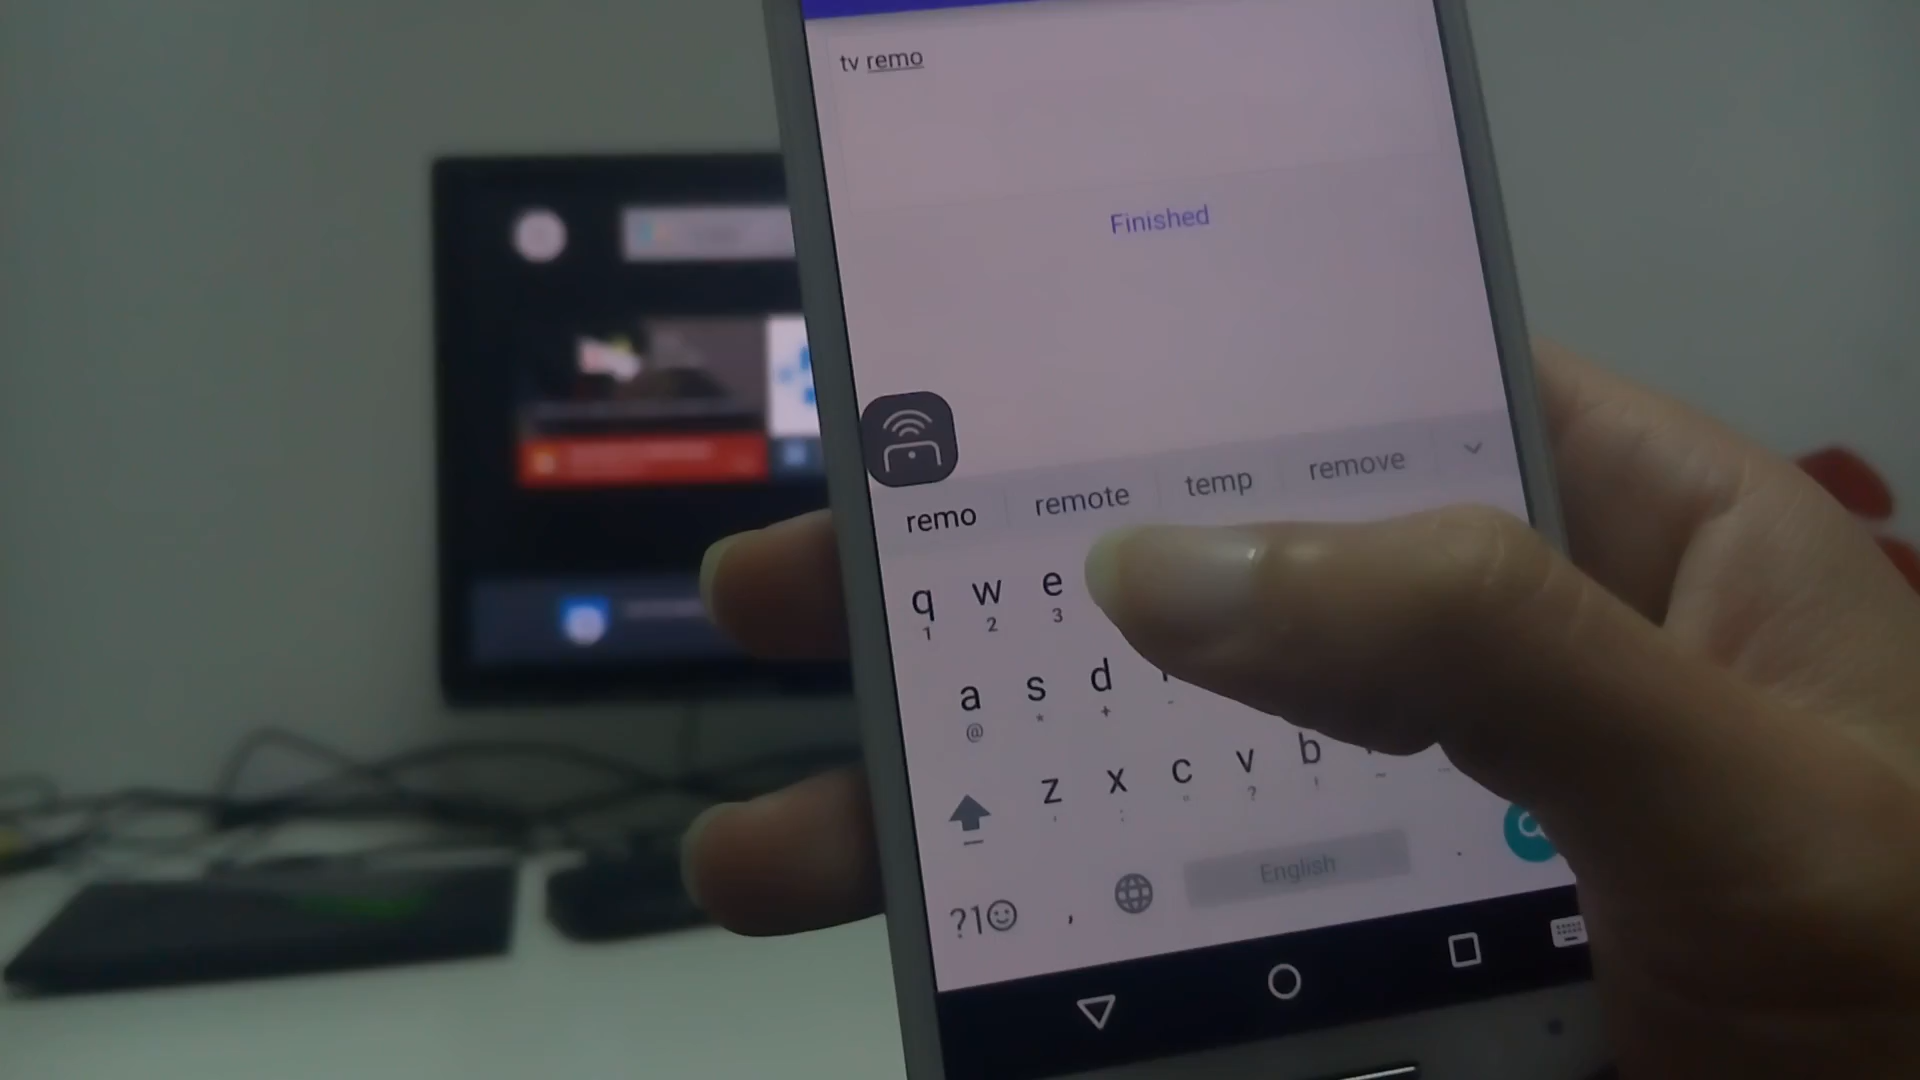 tv remo
Finished
remo remote temp remove
q w e
1 2 3
a s d
@ * +
z x c v b
?1 , English .